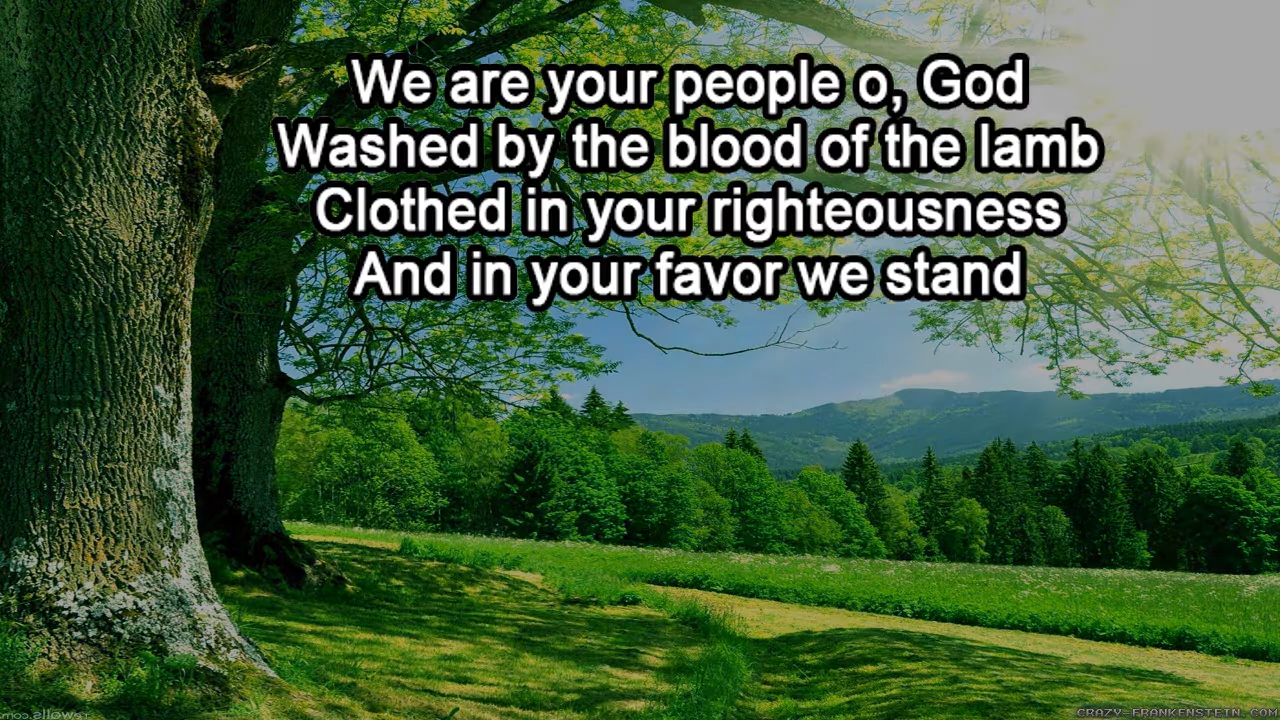 We are your people o, God
Washed by the blood of the lamb
Clothed in your righteousness
And in your favor we stand
CRAZY-FRANKENSTEIN.COM